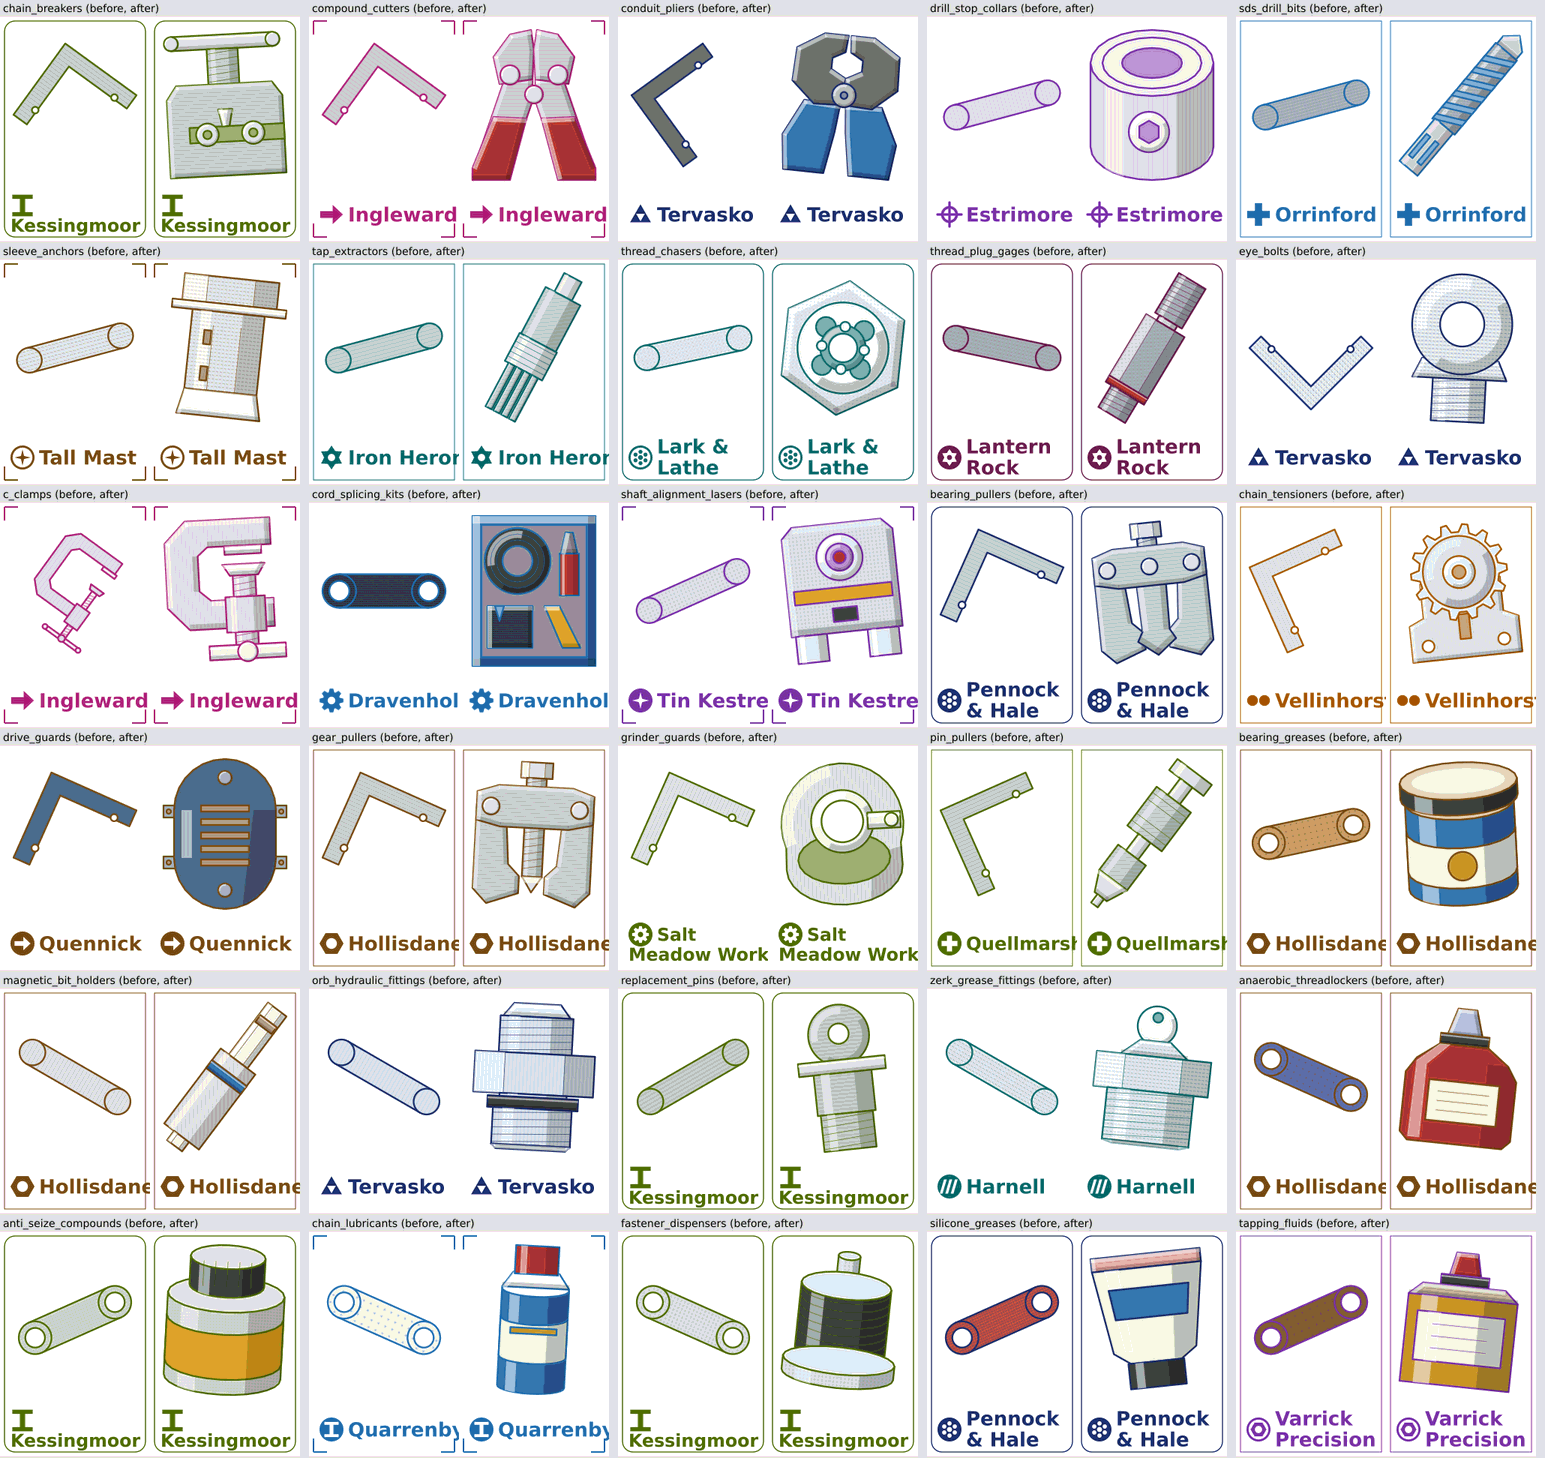 chain_breakers (before, after)
compound_cutters (before, after)
conduit_pliers (before, after)
drill_stop_collars (before, after)
sds_drill_bits (before, after)
Kessingmoor
Kessingmoor
Ingleward
Ingleward
Tervasko
Tervasko
Estrimore
Estrimore
Orrinford
Orrinford
sleeve_anchors (before, after)
tap_extractors (before, after)
thread_chasers (before, after)
thread_plug_gages (before, after)
eye_bolts (before, after)
Tall Mast
Tall Mast
Iron Heron
Iron Heron
Lark &
Lathe
Lark &
Lathe
Lantern
Rock
Lantern
Rock
Tervasko
Tervasko
c_clamps (before, after)
cord_splicing_kits (before, after)
shaft_alignment_lasers (before, after)
bearing_pullers (before, after)
chain_tensioners (before, after)
Ingleward
Ingleward
Dravenhol
Dravenhol
Tin Kestre
Tin Kestre
Pennock
& Hale
Pennock
& Hale
Vellinhors
Vellinhorst
drive_guards (before, after)
gear_pullers (before, after)
grinder_guards (before, after)
pin_pullers (before, after)
bearing_greases (before, after)
Quennick
Quennick
Hollisdane
Hollisdane
Salt
Meadow Work
Salt
Meadow Work
Quellmarsh
Quellmarsh
Hollisdane
Hollisdane
magnetic_bit_holders (before, after)
orb_hydraulic_fittings (before, after)
replacement_pins (before, after)
zerk_grease_fittings (before, after)
anaerobic_threadlockers (before, after)
Hollisdane
Hollisdane
Tervasko
Tervasko
Kessingmoor
Kessingmoor
Harnell
Harnell
Hollisdane
Hollisdane
anti_seize_compounds (before, after)
chain_lubricants (before, after)
fastener_dispensers (before, after)
silicone_greases (before, after)
tapping_fluids (before, after)
Kessingmoor
Kessingmoor
Quarrenby
Quarrenby
Kessingmoor
Kessingmoor
Pennock
& Hale
Pennock
& Hale
Varrick
Precision
Varrick
Precision